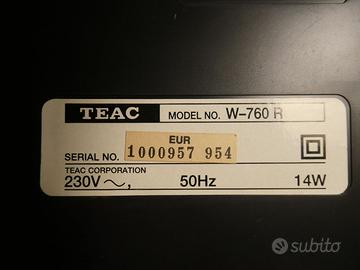 TEAC MODEL NO. W-760 R
EUR
SERIAL NO. 1000957 954
TEAC CORPORATION
230V ~, 50Hz 14W
subito